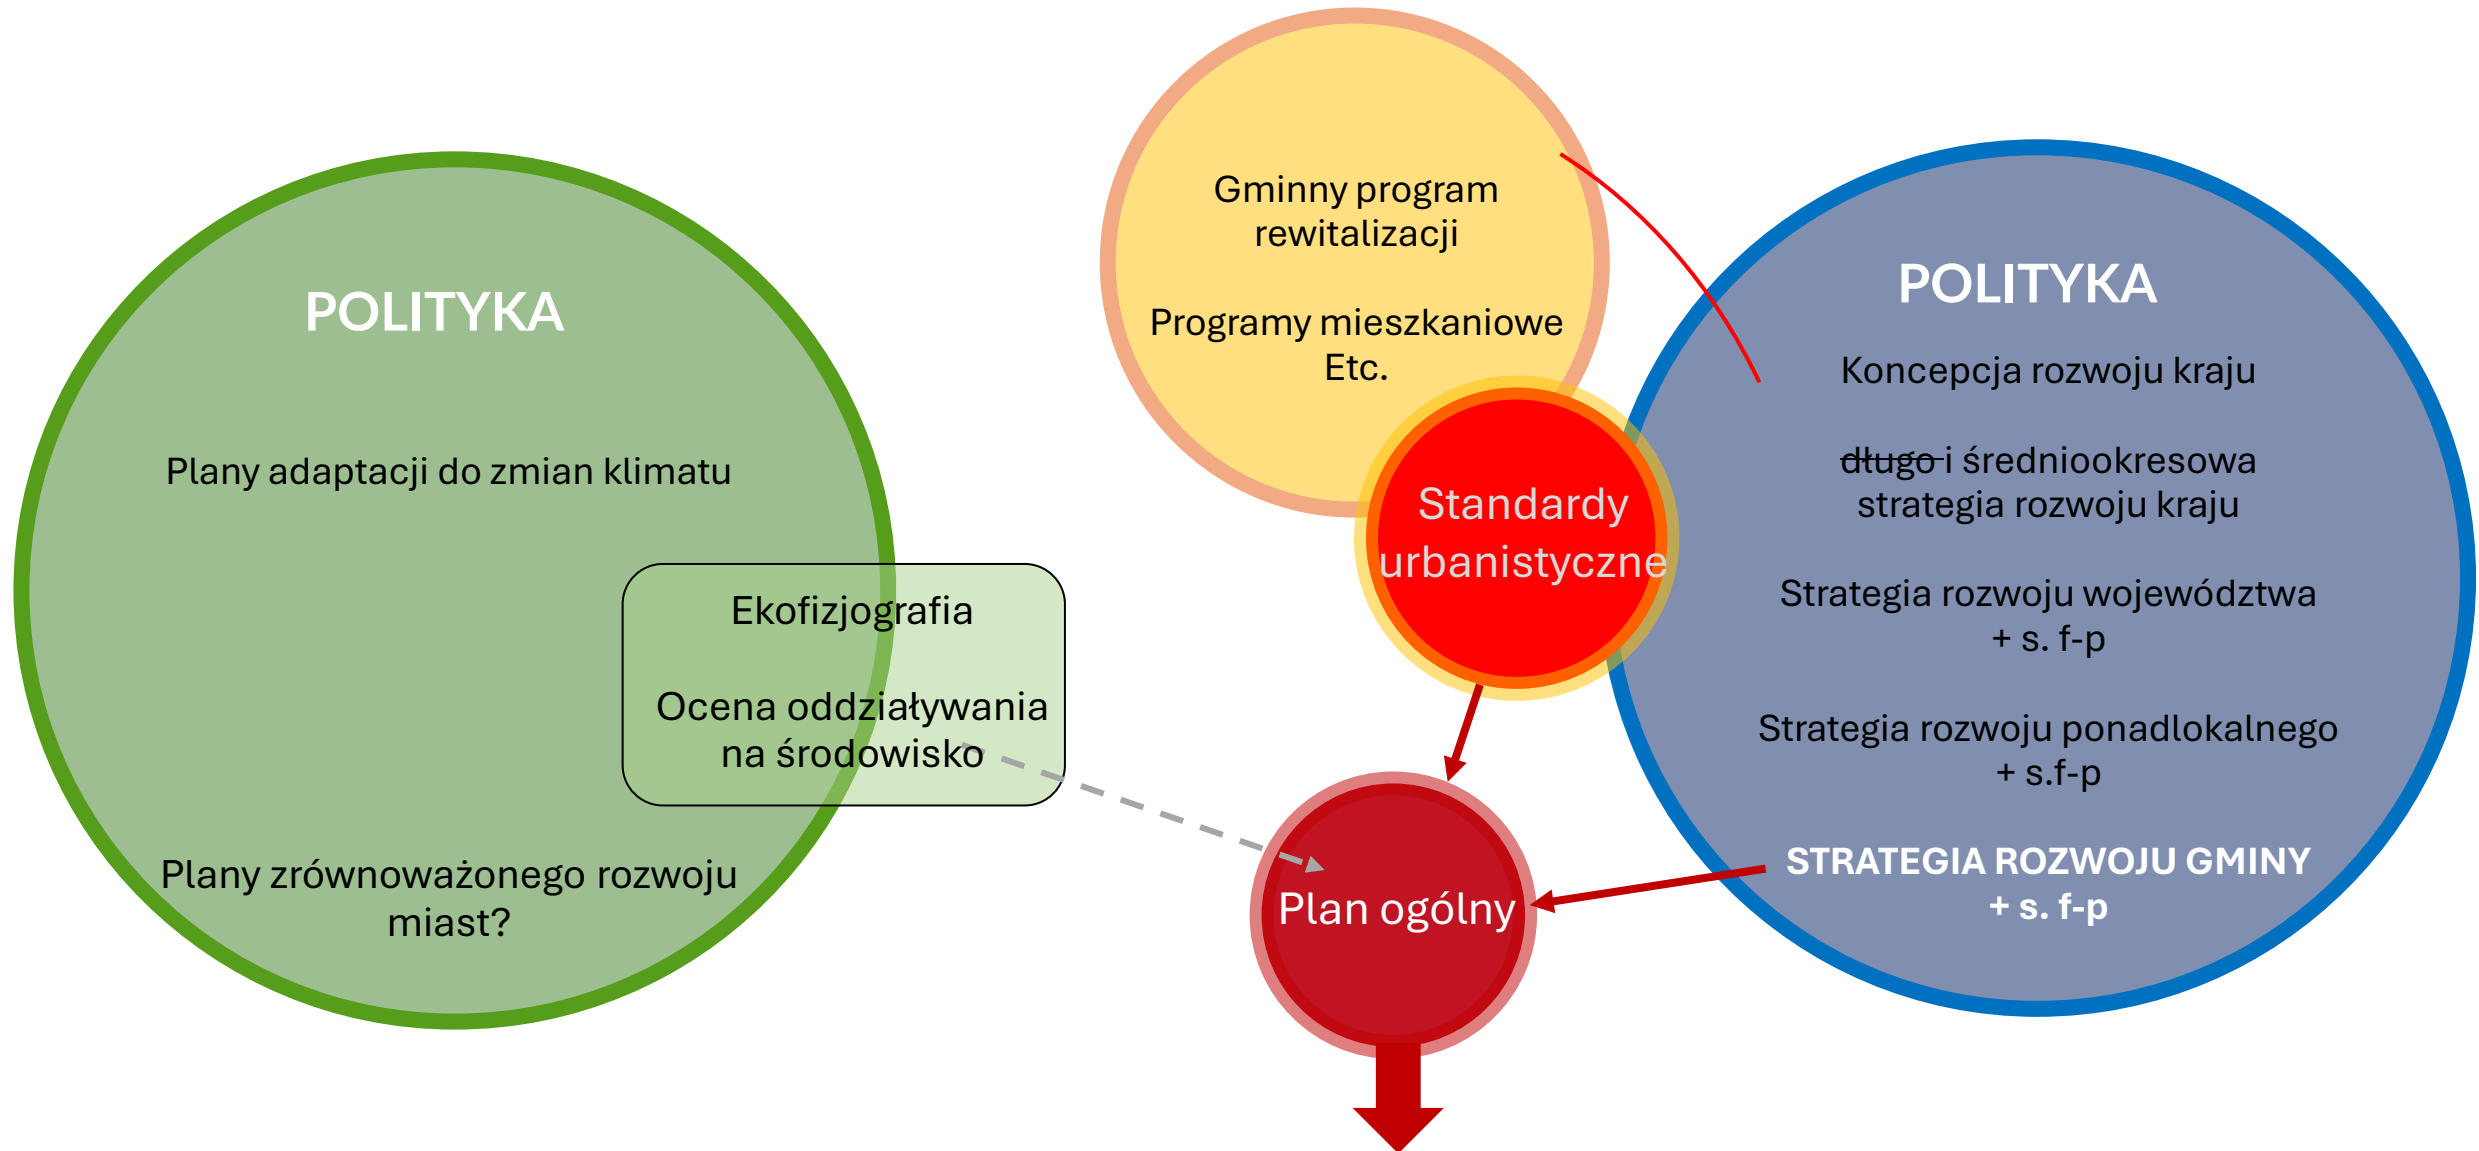 POLITYKA
Plany adaptacji do zmian klimatu
Ekofizjografia
Ocena oddziaływania
na środowisko
Plany zrównoważonego rozwoju
miast?
Gminny program
rewitalizacji
Programy mieszkaniowe
Etc.
Standardy
urbanistyczne
Plan ogólny
POLITYKA
Koncepcja rozwoju kraju
długo i średniookresowa
strategia rozwoju kraju
Strategia rozwoju województwa
+ s. f-p
Strategia rozwoju ponadlokalnego
+ s.f-p
STRATEGIA ROZWOJU GMINY
+ s. f-p